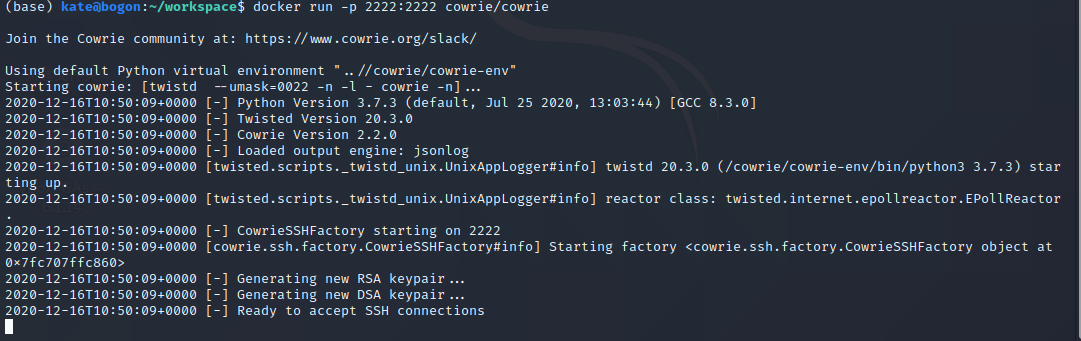 (base) kate@bogon:~/workspace$ docker run -p 2222:2222 cowrie/cowrie
Join the Cowrie community at: https://www.cowrie.org/slack/
Using default Python virtual environment "..//cowrie/cowrie-env"
Starting cowrie: [twistd  --umask=0022 -n -l - cowrie -n]...
2020-12-16T10:50:09+0000 [-] Python Version 3.7.3 (default, Jul 25 2020, 13:03:44) [GCC 8.3.0]
2020-12-16T10:50:09+0000 [-] Twisted Version 20.3.0
2020-12-16T10:50:09+0000 [-] Cowrie Version 2.2.0
2020-12-16T10:50:09+0000 [-] Loaded output engine: jsonlog
2020-12-16T10:50:09+0000 [twisted.scripts._twistd_unix.UnixAppLogger#info] twistd 20.3.0 (/cowrie/cowrie-env/bin/python3 3.7.3) star
ting up.
2020-12-16T10:50:09+0000 [twisted.scripts._twistd_unix.UnixAppLogger#info] reactor class: twisted.internet.epollreactor.EPollReactor
.
2020-12-16T10:50:09+0000 [-] CowrieSSHFactory starting on 2222
2020-12-16T10:50:09+0000 [cowrie.ssh.factory.CowrieSSHFactory#info] Starting factory <cowrie.ssh.factory.CowrieSSHFactory object at
0x7fc707ffc860>
2020-12-16T10:50:09+0000 [-] Generating new RSA keypair...
2020-12-16T10:50:09+0000 [-] Generating new DSA keypair...
2020-12-16T10:50:09+0000 [-] Ready to accept SSH connections